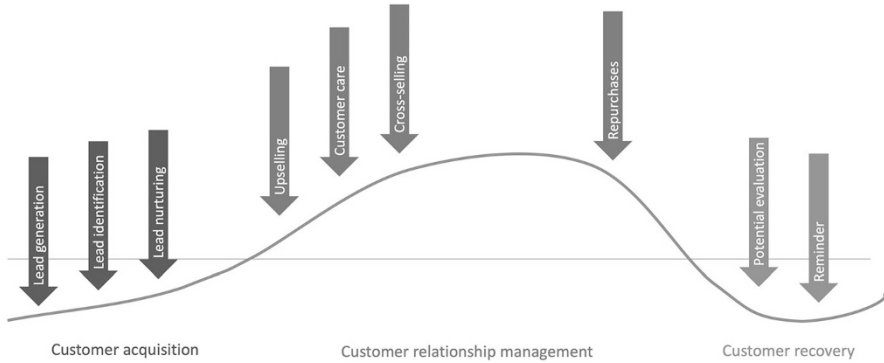 Lead generation
Lead identification
Lead nurturing
Upselling
Customer care
Cross-selling
Repurchases
Potential evaluation
Reminder
Customer acquisition
Customer relationship management
Customer recovery